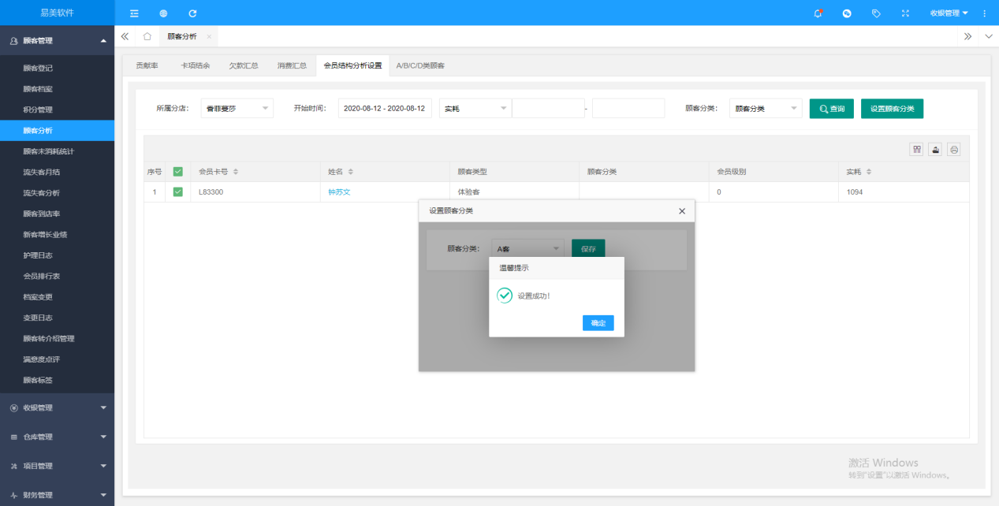 易美软件
收银管理
顾客管理
顾客分析
顾客登记
顾客档案
积分管理
顾客分析
顾客未消耗统计
流失客月结
流失客分析
顾客到店率
新客增长业绩
护理日志
会员排行表
档案变更
变更日志
顾客转介绍管理
满意度点评
顾客标签
收银管理
仓库管理
项目管理
财务管理
贡献率 卡项结余 欠款汇总 消费汇总 会员结构分析设置 A/B/C/D类顾客
所属分店: 香菲蔓莎 开始时间: 2020-08-12 - 2020-08-12 实耗 - 顾客分类: 顾客分类 查询 设置顾客分类
序号 会员卡号 姓名 顾客类型 顾客分类 会员级别 实耗
1 L83300 钟苏文 体验客 0 1094
设置顾客分类
顾客分类: A客 保存
温馨提示
设置成功!
确定
激活 Windows
转到"设置"以激活 Windows。